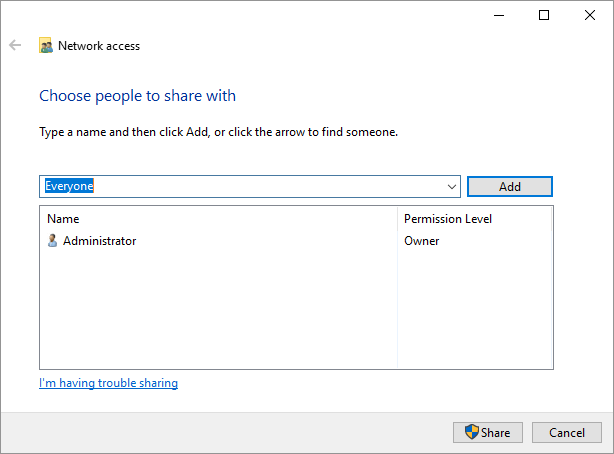 Network access
Choose people to share with
Type a name and then click Add, or click the arrow to find someone.
Everyone
Add
Name Permission Level
Administrator Owner
I'm having trouble sharing
Share Cancel